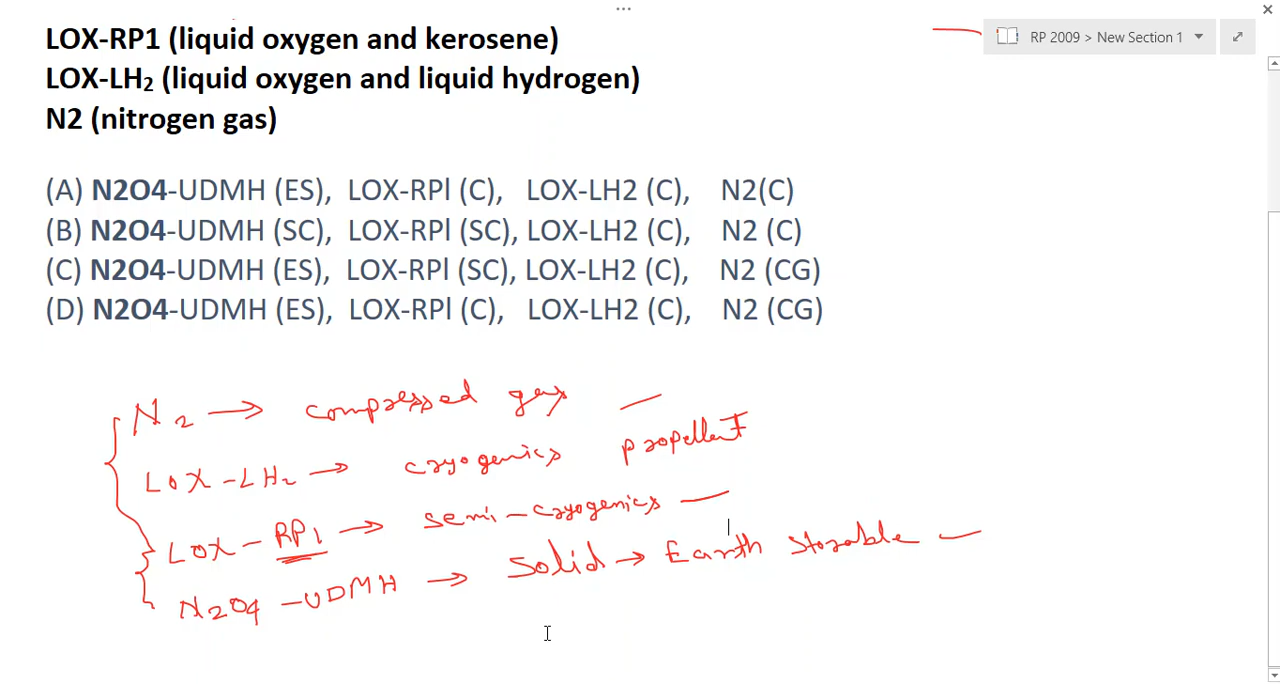 RP 2009 > New Section 1
LOX-RP1 (liquid oxygen and kerosene)
LOX-LH₂ (liquid oxygen and liquid hydrogen)
N2 (nitrogen gas)
(A) N2O4-UDMH (ES), LOX-RPl (C), LOX-LH2 (C), N2(C)
(B) N2O4-UDMH (SC), LOX-RPl (SC), LOX-LH2 (C), N2 (C)
(C) N2O4-UDMH (ES), LOX-RPl (SC), LOX-LH2 (C), N2 (CG)
(D) N2O4-UDMH (ES), LOX-RPl (C), LOX-LH2 (C), N2 (CG)
N₂ → compressed gas —
LOX - LH₂ → cryogenics propellent
LOX - RP1 → semi-cryogenics —
N₂O₄ - UDMH → Solid → Earth storable —